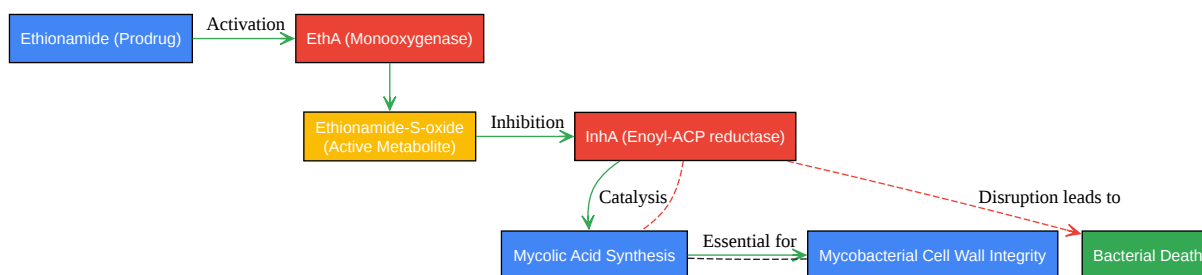 Ethionamide (Prodrug)
Activation
EthA (Monooxygenase)
Ethionamide-S-oxide
(Active Metabolite)
Inhibition
InhA (Enoyl-ACP reductase)
Catalysis
Disruption leads to
Mycolic Acid Synthesis
Essential for
Mycobacterial Cell Wall Integrity
Bacterial Death